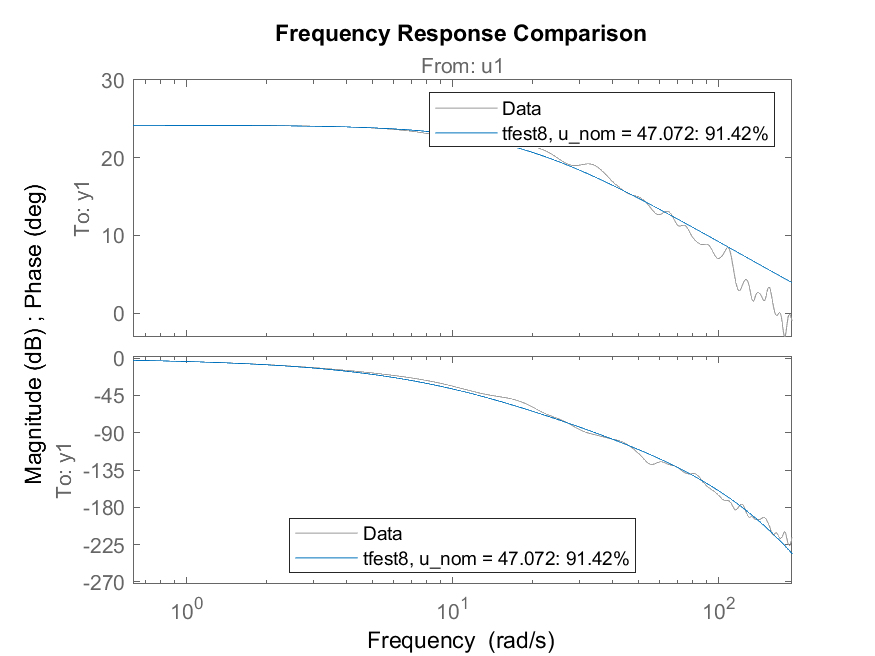 Frequency Response Comparison
From: u1
Magnitude (dB) ; Phase (deg)
To: y1
30
20
10
0
Data
tfest8, u_nom = 47.072: 91.42%
To: y1
0
-45
-90
-135
-180
-225
-270
Data
tfest8, u_nom = 47.072: 91.42%
10^0
10^1
10^2
Frequency (rad/s)